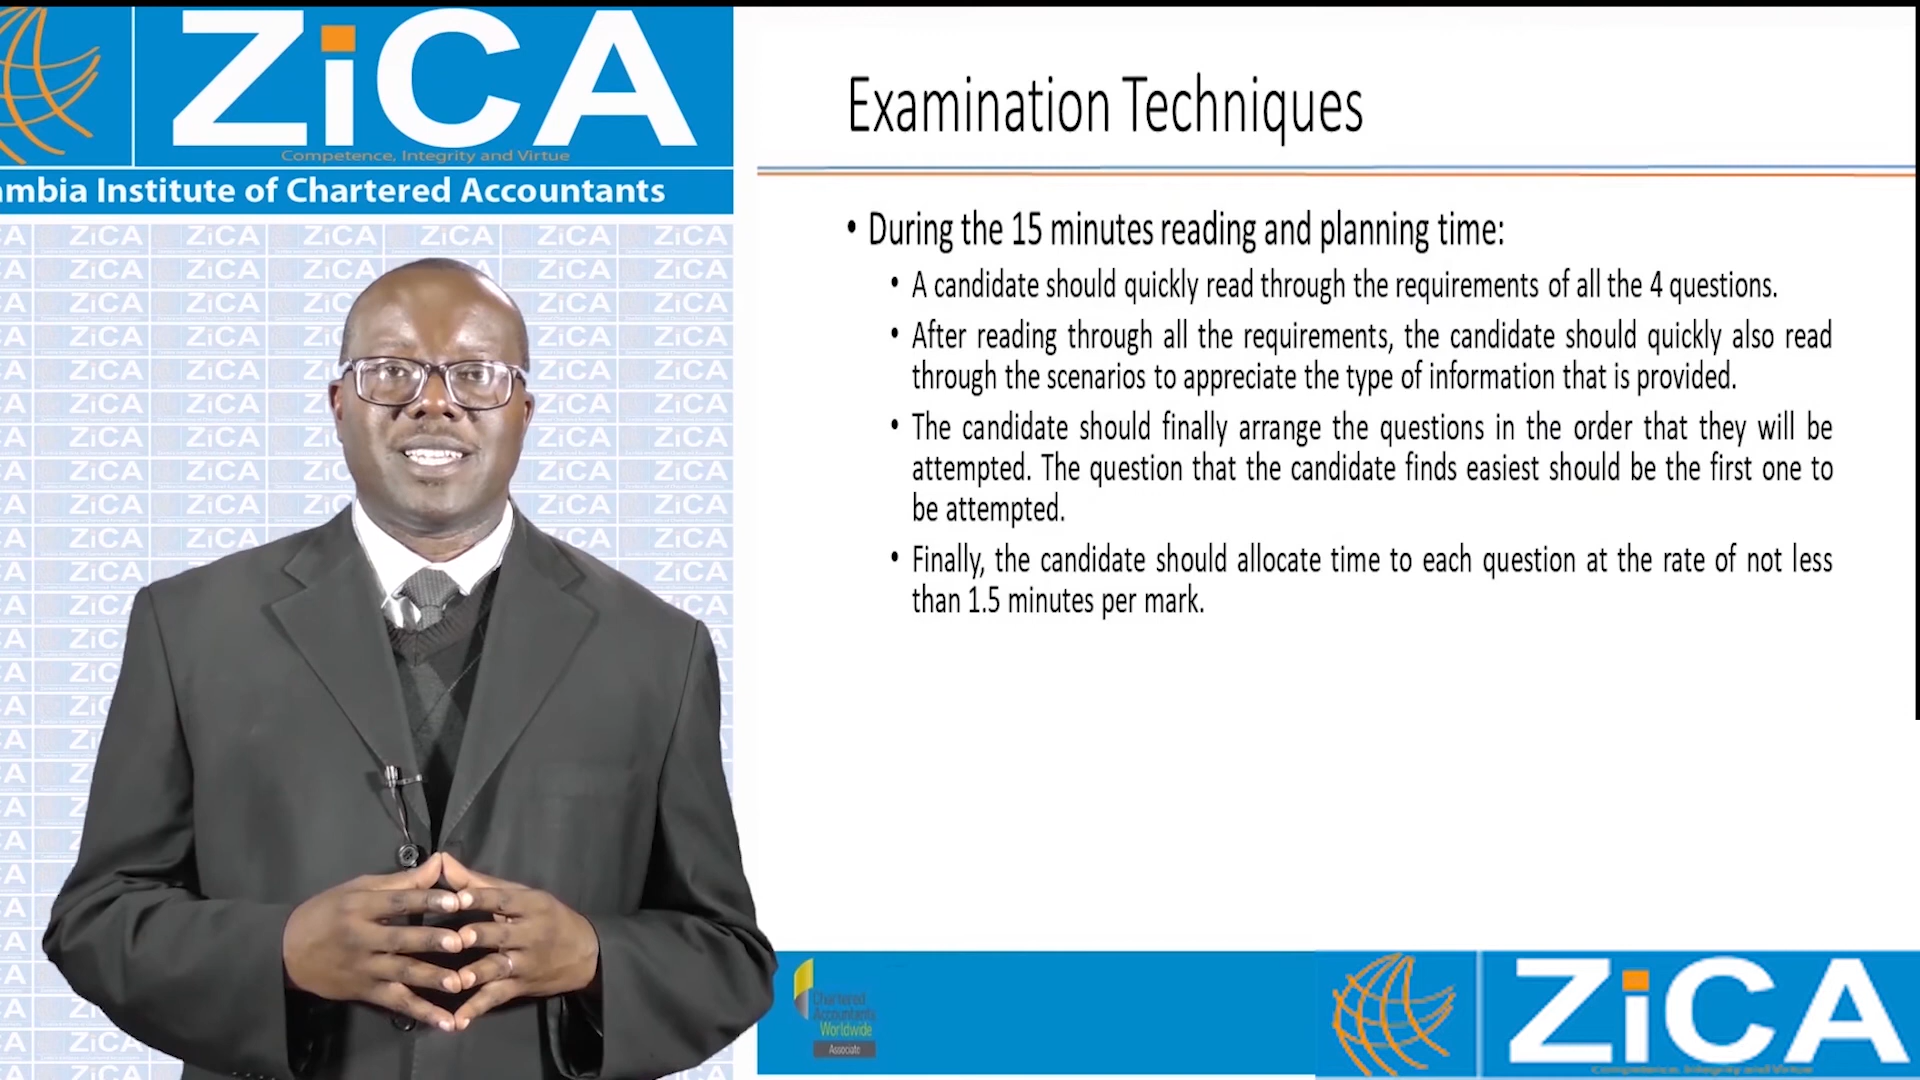 ZiCA
Competence, Integrity and Virtue
ambia Institute of Chartered Accountants
Examination Techniques
• During the 15 minutes reading and planning time:
• A candidate should quickly read through the requirements of all the 4 questions.
• After reading through all the requirements, the candidate should quickly also read
through the scenarios to appreciate the type of information that is provided.
• The candidate should finally arrange the questions in the order that they will be
attempted. The question that the candidate finds easiest should be the first one to
be attempted.
• Finally, the candidate should allocate time to each question at the rate of not less
than 1.5 minutes per mark.
Chartered
Accountants
Worldwide
Associate
ZiCA
Competence, Integrity and Virtue